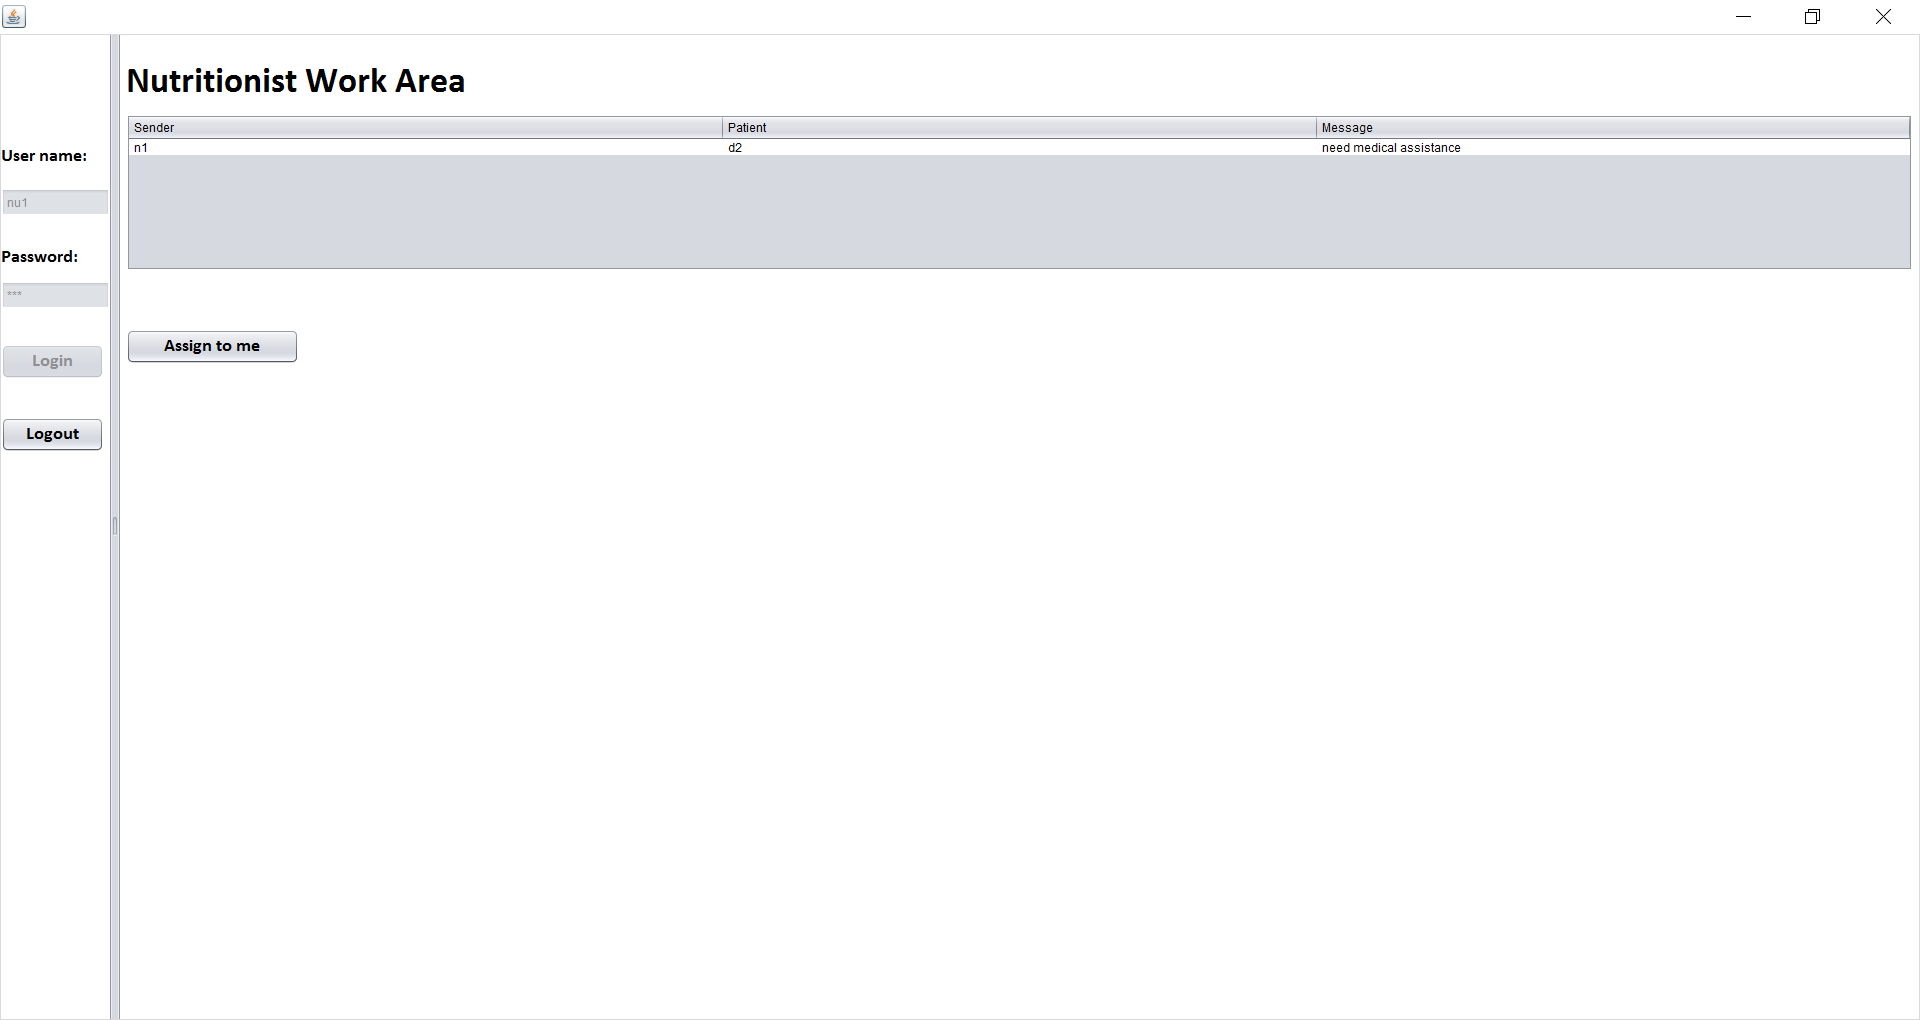 Nutritionist Work Area
Sender Patient Message
n1 d2 need medical assistance
User name:
nu1
Password:
***
Login
Logout
Assign to me